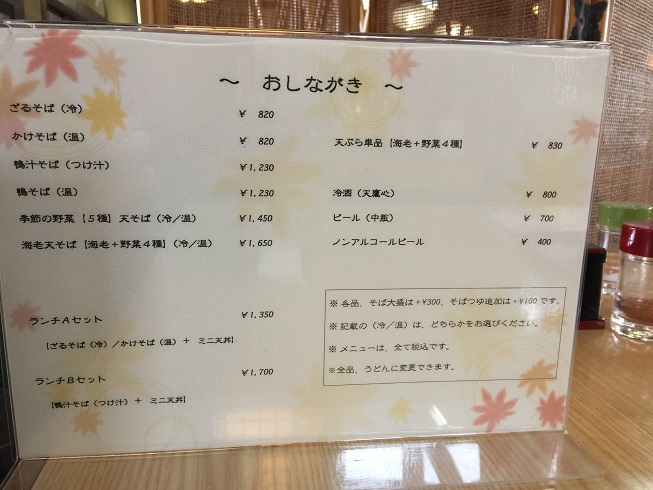 ～ おしながき ～
ざるそば（冷） ¥ 820
かけそば（温） ¥ 820
鴨汁そば（つけ汁） ¥1,230
鴨そば（温） ¥1,230
季節の野菜【５種】天そば（冷／温） ¥1,450
海老天そば【海老＋野菜４種】（冷／温） ¥1,650
ランチＡセット ¥1,350
【ざるそば（冷）／かけそば（温）＋ ミニ天丼】
ランチＢセット ¥1,700
【鴨汁そば（つけ汁）＋ ミニ天丼】
天ぷら単品【海老＋野菜４種】 ¥ 830
冷酒（天鷹心） ¥ 800
ビール（中瓶） ¥ 700
ノンアルコールビール ¥ 400
※ 各品、そば大盛は＋¥300、そばつゆ追加は＋¥100です。
※ 記載の（冷／温）は、どちらかをお選びください。
※ メニューは、全て税込です。
※全品、うどんに変更できます。